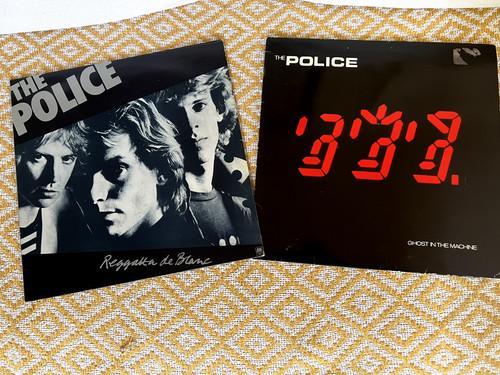 THE
POLICE
Reggatta de Blanc
THE POLICE
GHOST IN THE MACHINE